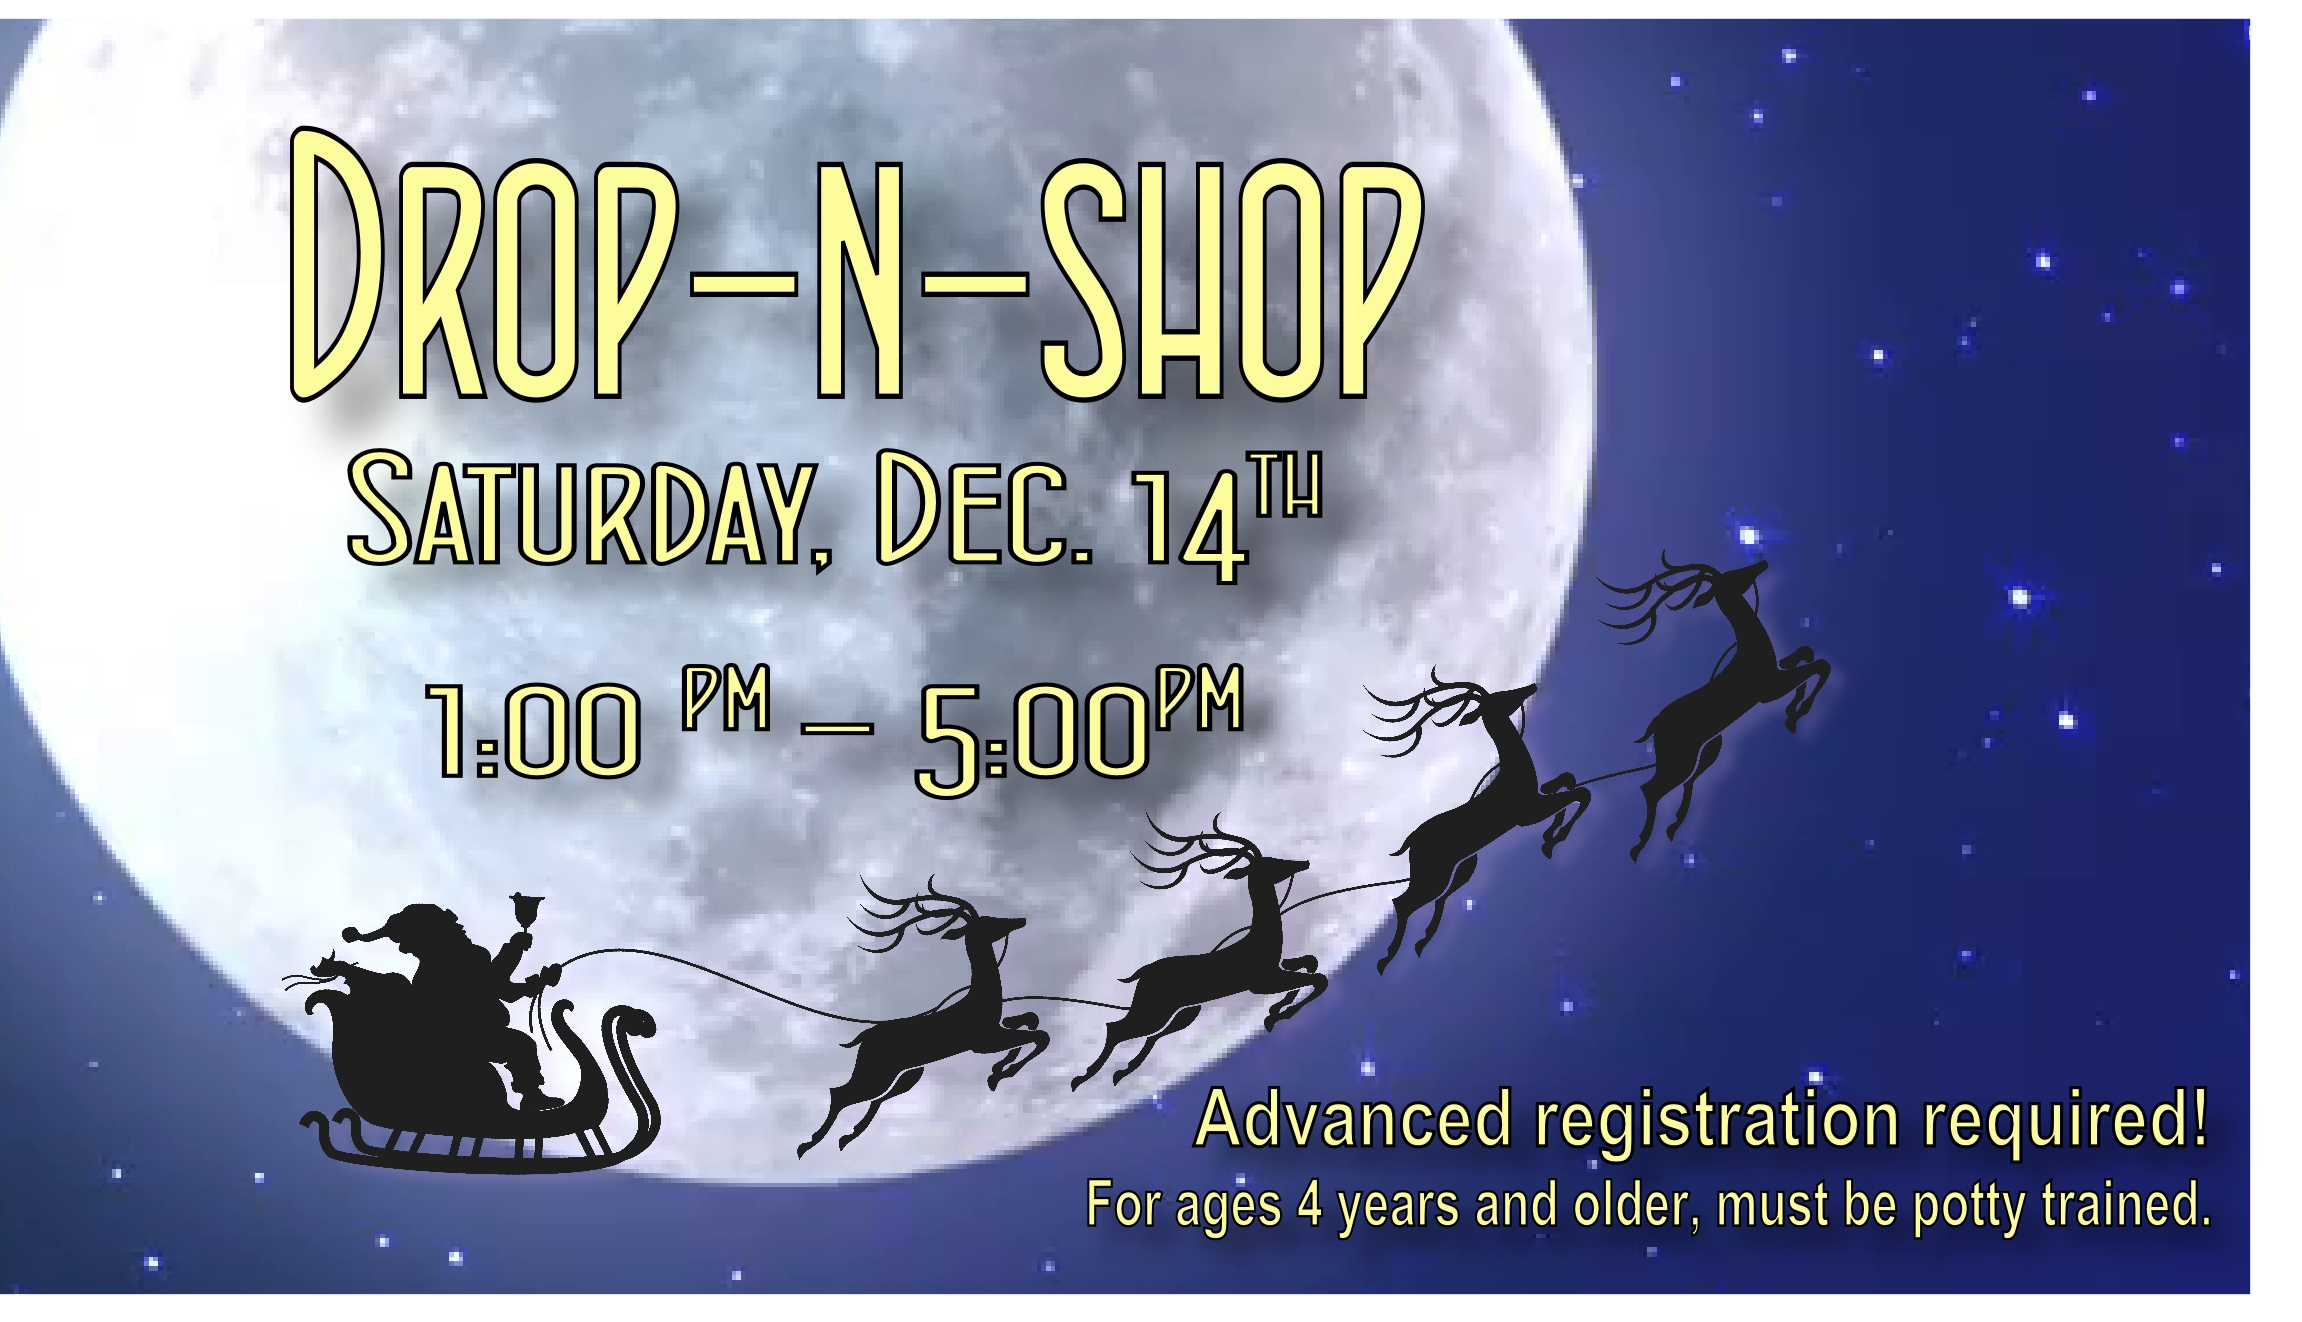 Drop-n-Shop
Saturday, Dec. 14th
1:00 PM – 5:00PM
Advanced registration required!
For ages 4 years and older, must be potty trained.